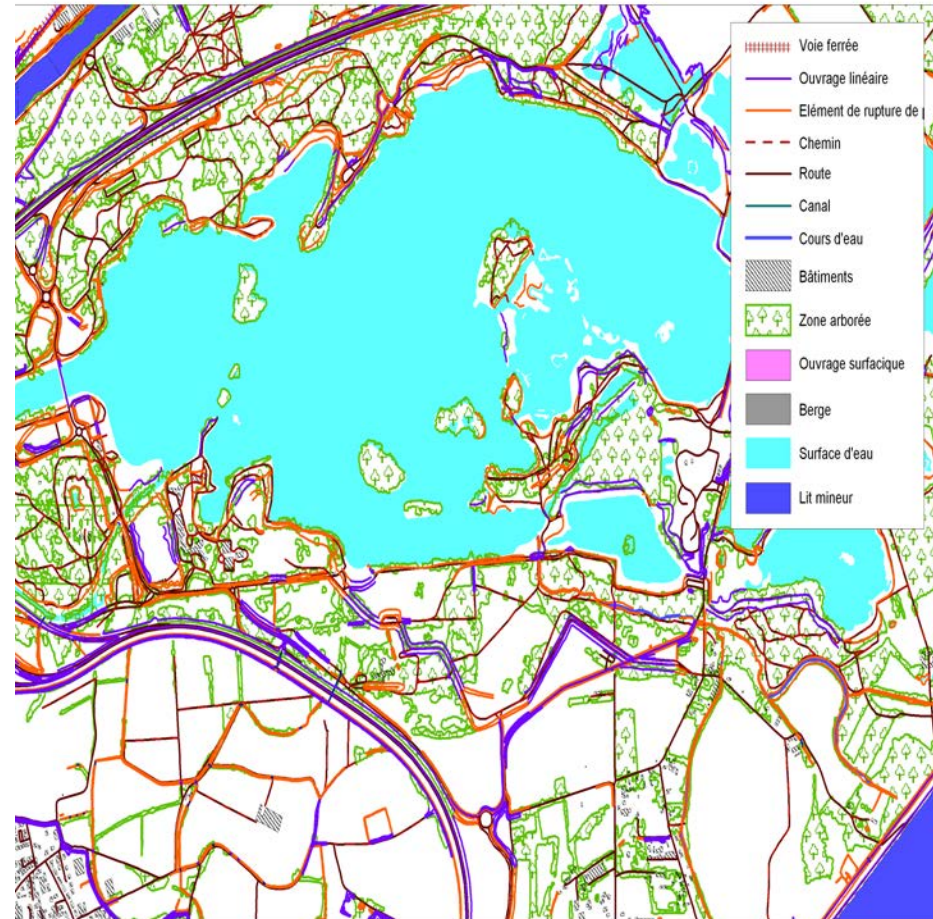 Voie ferrée
Ouvrage linéaire
Elément de rupture de
Chemin
Route
Canal
Cours d'eau
Bâtiments
Zone arborée
Ouvrage surfacique
Berge
Surface d'eau
Lit mineur